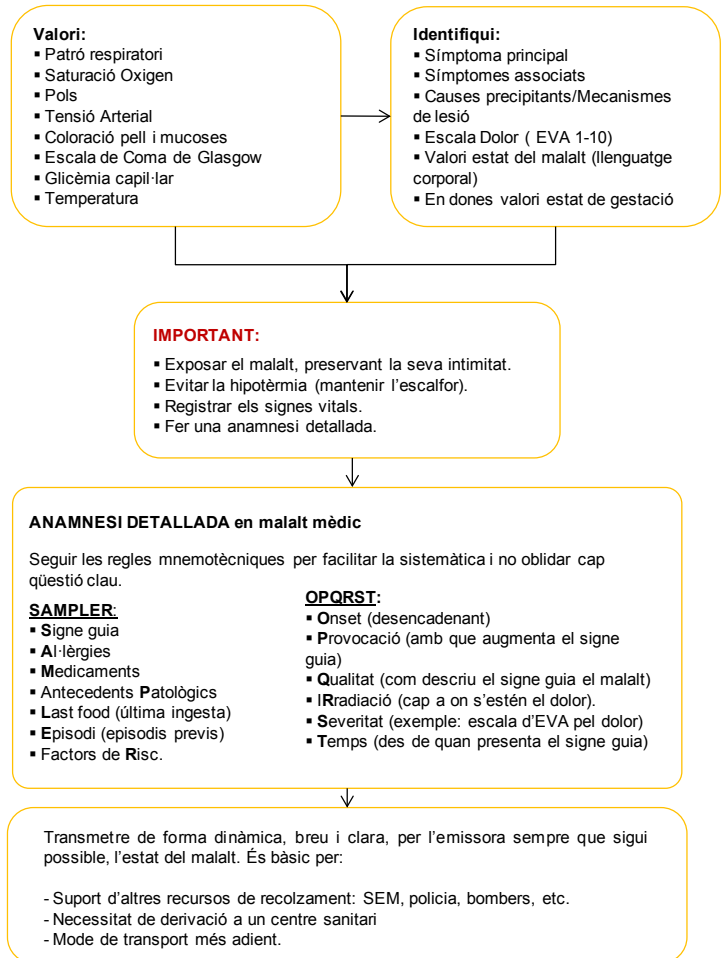 Valori:
▪ Patró respiratori
▪ Saturació Oxigen
▪ Pols
▪ Tensió Arterial
▪ Coloració pell i mucoses
▪ Escala de Coma de Glasgow
▪ Glicèmia capil·lar
▪ Temperatura
Identifiqui:
▪ Símptoma principal
▪ Símptomes associats
▪ Causes precipitants/Mecanismes
de lesió
▪ Escala Dolor ( EVA 1-10)
▪ Valori estat del malalt (llenguatge
corporal)
▪ En dones valori estat de gestació
IMPORTANT:
▪ Exposar el malalt, preservant la seva intimitat.
▪ Evitar la hipotèrmia (mantenir l’escalfor).
▪ Registrar els signes vitals.
▪ Fer una anamnesi detallada.
ANAMNESI DETALLADA en malalt mèdic
Seguir les regles mnemotècniques per facilitar la sistemàtica i no oblidar cap
qüestió clau.
SAMPLER:
▪ Signe guia
▪ Al·lèrgies
▪ Medicaments
▪ Antecedents Patològics
▪ Last food (última ingesta)
▪ Episodi (episodis previs)
▪ Factors de Risc.
OPQRST:
▪ Onset (desencadenant)
▪ Provocació (amb que augmenta el signe
guia)
▪ Qualitat (com descriu el signe guia el malalt)
▪ IRradiació (cap a on s’estén el dolor).
▪ Severitat (exemple: escala d’EVA pel dolor)
▪ Temps (des de quan presenta el signe guia)
Transmetre de forma dinàmica, breu i clara, per l’emissora sempre que sigui
possible, l’estat del malalt. És bàsic per:
- Suport d’altres recursos de recolzament: SEM, policia, bombers, etc.
- Necessitat de derivació a un centre sanitari
- Mode de transport més adient.